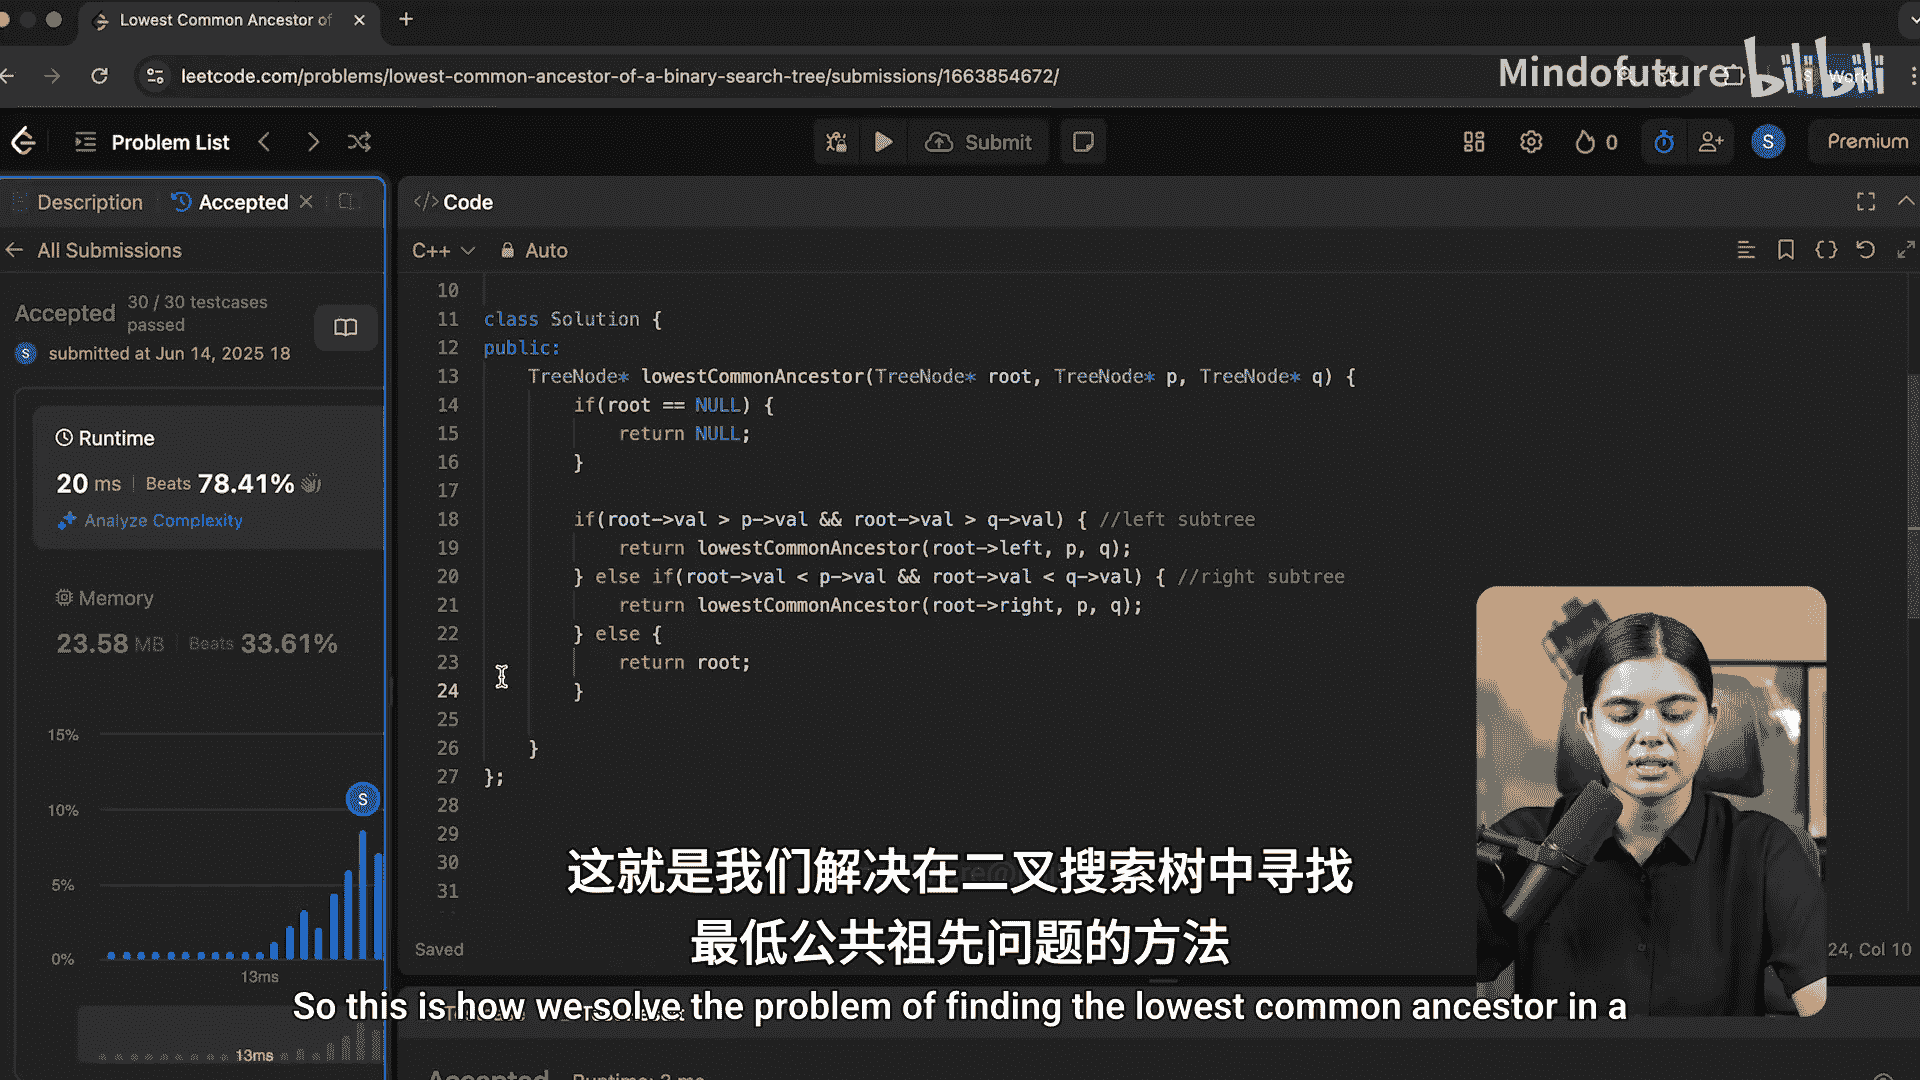 Lowest Common Ancestor of
leetcode.com/problems/lowest-common-ancestor-of-a-binary-search-tree/submissions/1663854672/
Mindofuture
bilibili
S Work
Problem List
Submit
0
S
Premium
Description
Accepted
</> Code
All Submissions
C++
Auto
Accepted
30 / 30 testcases
passed
S submitted at Jun 14, 2025 18
Runtime
20 ms | Beats 78.41%
Analyze Complexity
Memory
23.58 MB | Beats 33.61%
15%
10%
5%
0%
S
13ms
13ms
10
11 class Solution {
12 public:
13 TreeNode* lowestCommonAncestor(TreeNode* root, TreeNode* p, TreeNode* q) {
14 if(root == NULL) {
15 return NULL;
16 }
17
18 if(root->val > p->val && root->val > q->val) { //left subtree
19 return lowestCommonAncestor(root->left, p, q);
20 } else if(root->val < p->val && root->val < q->val) { //right subtree
21 return lowestCommonAncestor(root->right, p, q);
22 } else {
23 return root;
24 }
25
26 }
27 };
28
29
30
31
Saved
24, Col 10
这就是我们解决在二叉搜索树中寻找
最低公共祖先问题的方法
So this is how we solve the problem of finding the lowest common ancestor in a
Accepted Runtime: 3 ms